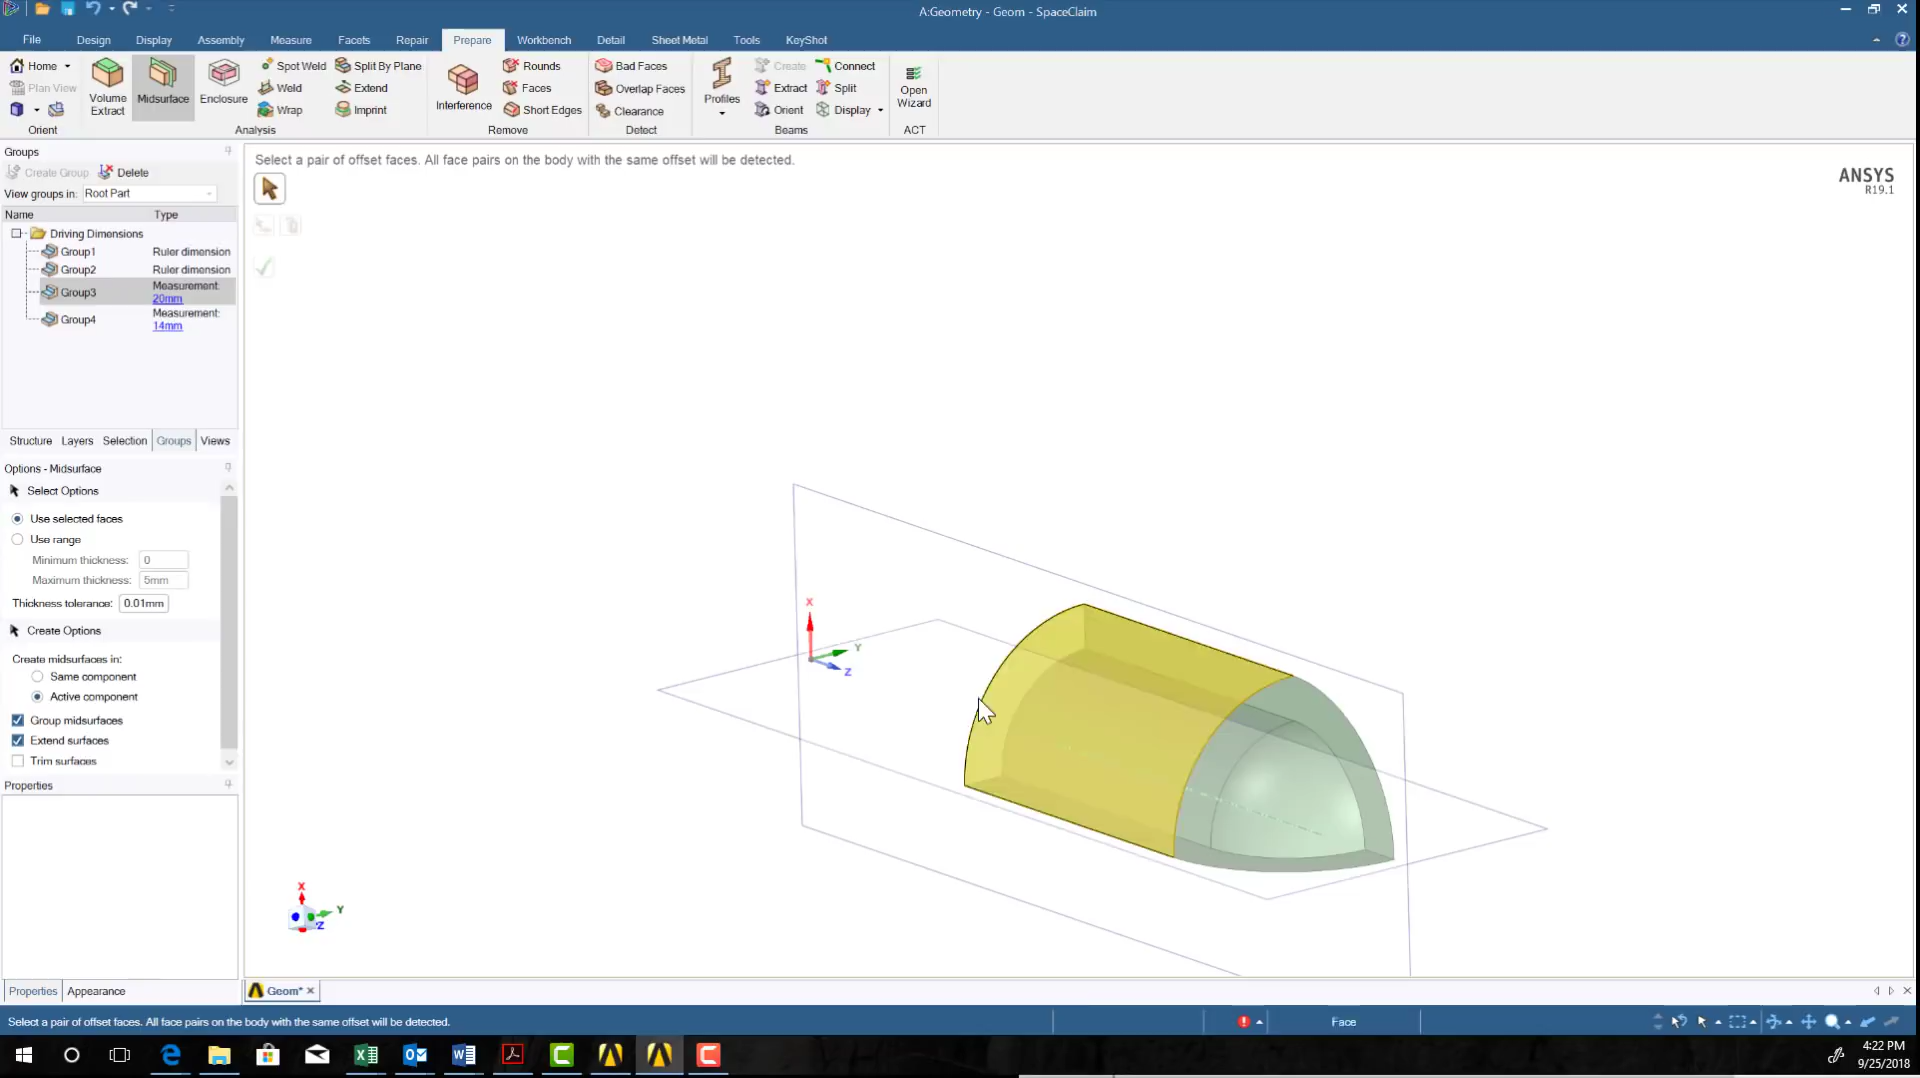 A:Geometry - Geom - SpaceClaim
File Design Display Assembly Measure Facets Repair Prepare Workbench Detail Sheet Metal Tools KeyShot
Home
Plan View
Orient
Volume Extract
Midsurface
Enclosure
Spot Weld
Weld
Wrap
Split By Plane
Extend
Imprint
Analysis
Interference
Rounds
Faces
Short Edges
Remove
Bad Faces
Overlap Faces
Clearance
Detect
Profiles
Create
Extract
Orient
Connect
Split
Display
Beams
Open Wizard
ACT
Groups
Create Group Delete
View groups in: Root Part
Name Type
Driving Dimensions
Group1 Ruler dimension
Group2 Ruler dimension
Group3 Measurement: 20mm
Group4 Measurement: 14mm
Structure Layers Selection Groups Views
Options - Midsurface
Select Options
Use selected faces
Use range
Minimum thickness: 0
Maximum thickness: 5mm
Thickness tolerance: 0.01mm
Create Options
Create midsurfaces in:
Same component
Active component
Group midsurfaces
Extend surfaces
Trim surfaces
Properties
Properties Appearance
Select a pair of offset faces. All face pairs on the body with the same offset will be detected.
ANSYS
R19.1
X
Y
Z
X
Y
Z
Geom*
Select a pair of offset faces. All face pairs on the body with the same offset will be detected.
Face
4:22 PM
9/25/2018